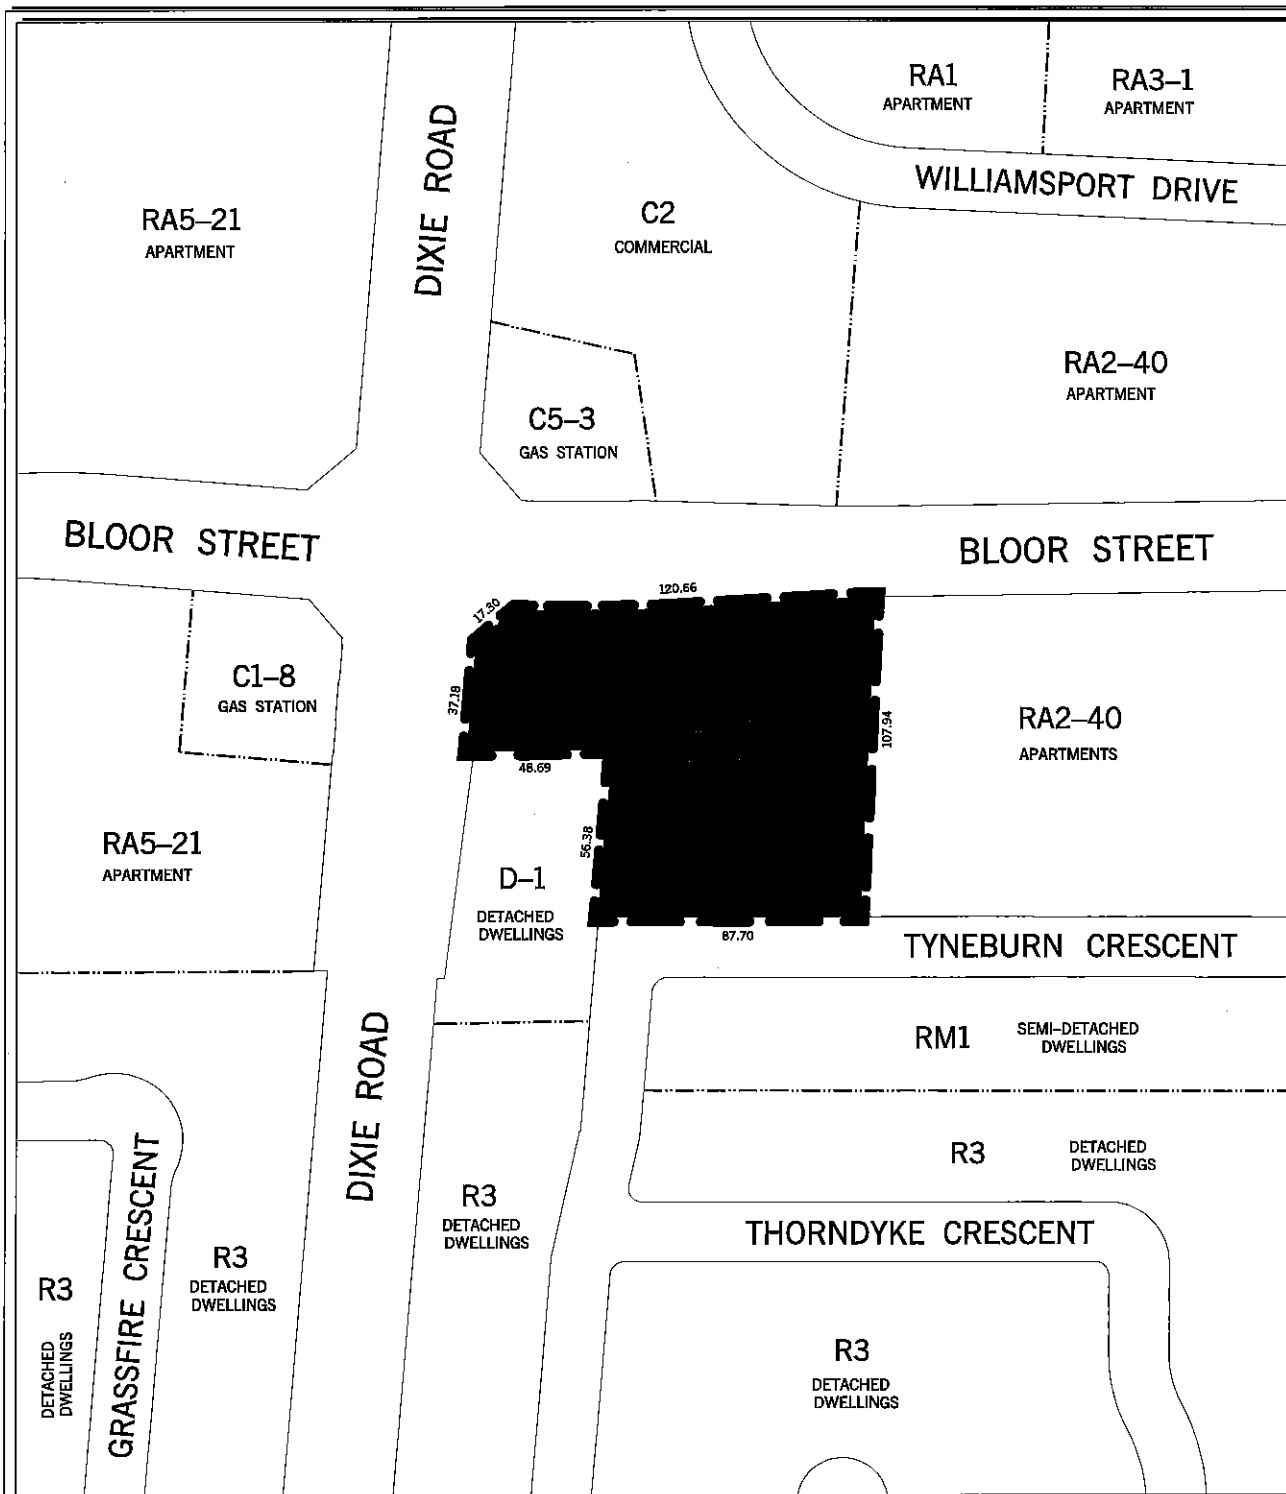 RA1
APARTMENT
RA3–1
APARTMENT
WILLIAMSPORT DRIVE
DIXIE ROAD
RA5–21
APARTMENT
C2
COMMERCIAL
RA2–40
APARTMENT
C5–3
GAS STATION
BLOOR STREET
BLOOR STREET
120.66
17.30
37.18
107.94
48.69
56.38
87.70
C1–8
GAS STATION
RA2–40
APARTMENTS
RA5–21
APARTMENT
D–1
DETACHED
DWELLINGS
TYNEBURN CRESCENT
RM1
SEMI–DETACHED
DWELLINGS
DIXIE ROAD
R3
DETACHED
DWELLINGS
R3
DETACHED
DWELLINGS
THORNDYKE CRESCENT
GRASSFIRE CRESCENT
R3
DETACHED
DWELLINGS
R3
DETACHED
DWELLINGS
R3
DETACHED
DWELLINGS